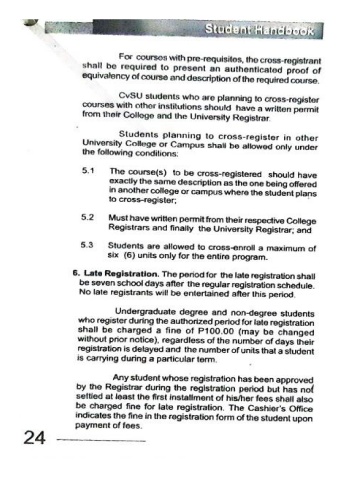 Student Handbook
For courses with pre-requisites, the cross-registrant
shall be required to present an authenticated proof of
equivalency of course and description of the required course.
CvSU students who are planning to cross-register
courses with other institutions should have a written permit
from their College and the University Registrar.
Students planning to cross-register in other
University College or Campus shall be allowed only under
the following conditions:
5.1 The course(s) to be cross-registered should have
exactly the same description as the one being offered
in another college or campus where the student plans
to cross-register;
5.2 Must have written permit from their respective College
Registrars and finally the University Registrar; and
5.3 Students are allowed to cross-enroll a maximum of
six (6) units only for the entire program.
6. Late Registration. The period for the late registration shall
be seven school days after the regular registration schedule.
No late registrants will be entertained after this period.
Undergraduate degree and non-degree students
who register during the authorized period for late registration
shall be charged a fine of P100.00 (may be changed
without prior notice), regardless of the number of days their
registration is delayed and the number of units that a student
is carrying during a particular term.
Any student whose registration has been approved
by the Registrar during the registration period but has not
settled at least the first installment of his/her fees shall also
be charged fine for late registration. The Cashier's Office
indicates the fine in the registration form of the student upon
payment of fees.
24